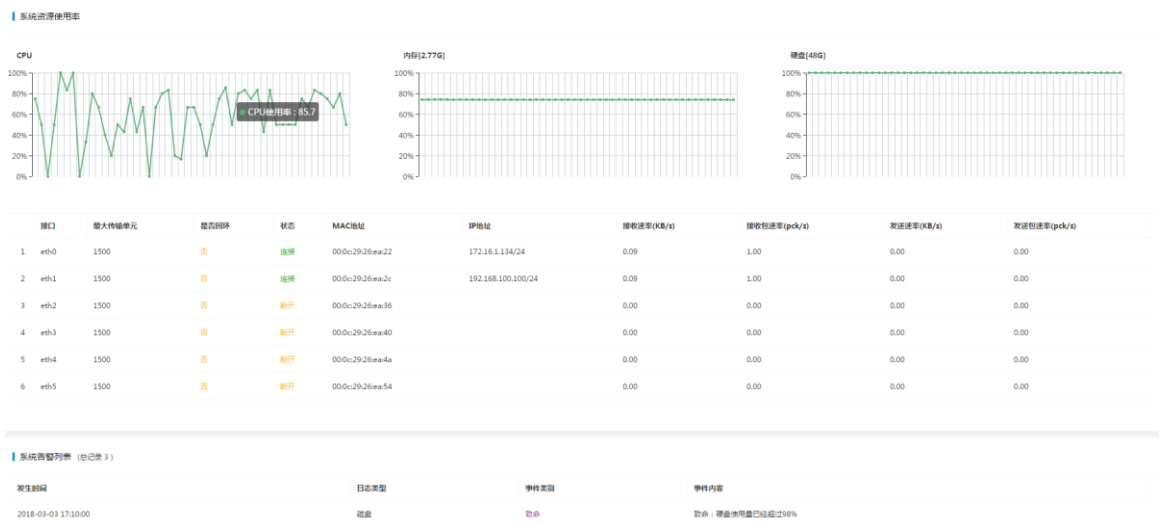 系统资源使用率
CPU 内存[2.77G] 硬盘[48G]
100% 100% 100%
80% 80% 80%
CPU使用率 : 85.7
60% 60% 60%
40% 40% 40%
20% 20% 20%
0% 0% 0%
接口 最大传输单元 是否回环 状态 MAC地址 IP地址 接收速率(KB/s) 接收包速率(pck/s) 发送速率(KB/s) 发送包速率(pck/s)
1 eth0 1500 否 连接 00:0c:29:26:ea:22 172.16.1.134/24 0.09 1.00 0.00 0.00
2 eth1 1500 否 连接 00:0c:29:26:ea:2c 192.168.100.100/24 0.09 1.00 0.00 0.00
3 eth2 1500 否 断开 00:0c:29:26:ea:36 0.00 0.00 0.00 0.00
4 eth3 1500 否 断开 00:0c:29:26:ea:40 0.00 0.00 0.00 0.00
5 eth4 1500 否 断开 00:0c:29:26:ea:4a 0.00 0.00 0.00 0.00
6 eth5 1500 否 断开 00:0c:29:26:ea:54 0.00 0.00 0.00 0.00
系统告警列表 (总记录 3 )
发生时间 日志类型 事件类别 事件内容
2018-03-03 17:10:00 磁盘 致命 致命：硬盘使用量已经超过98%